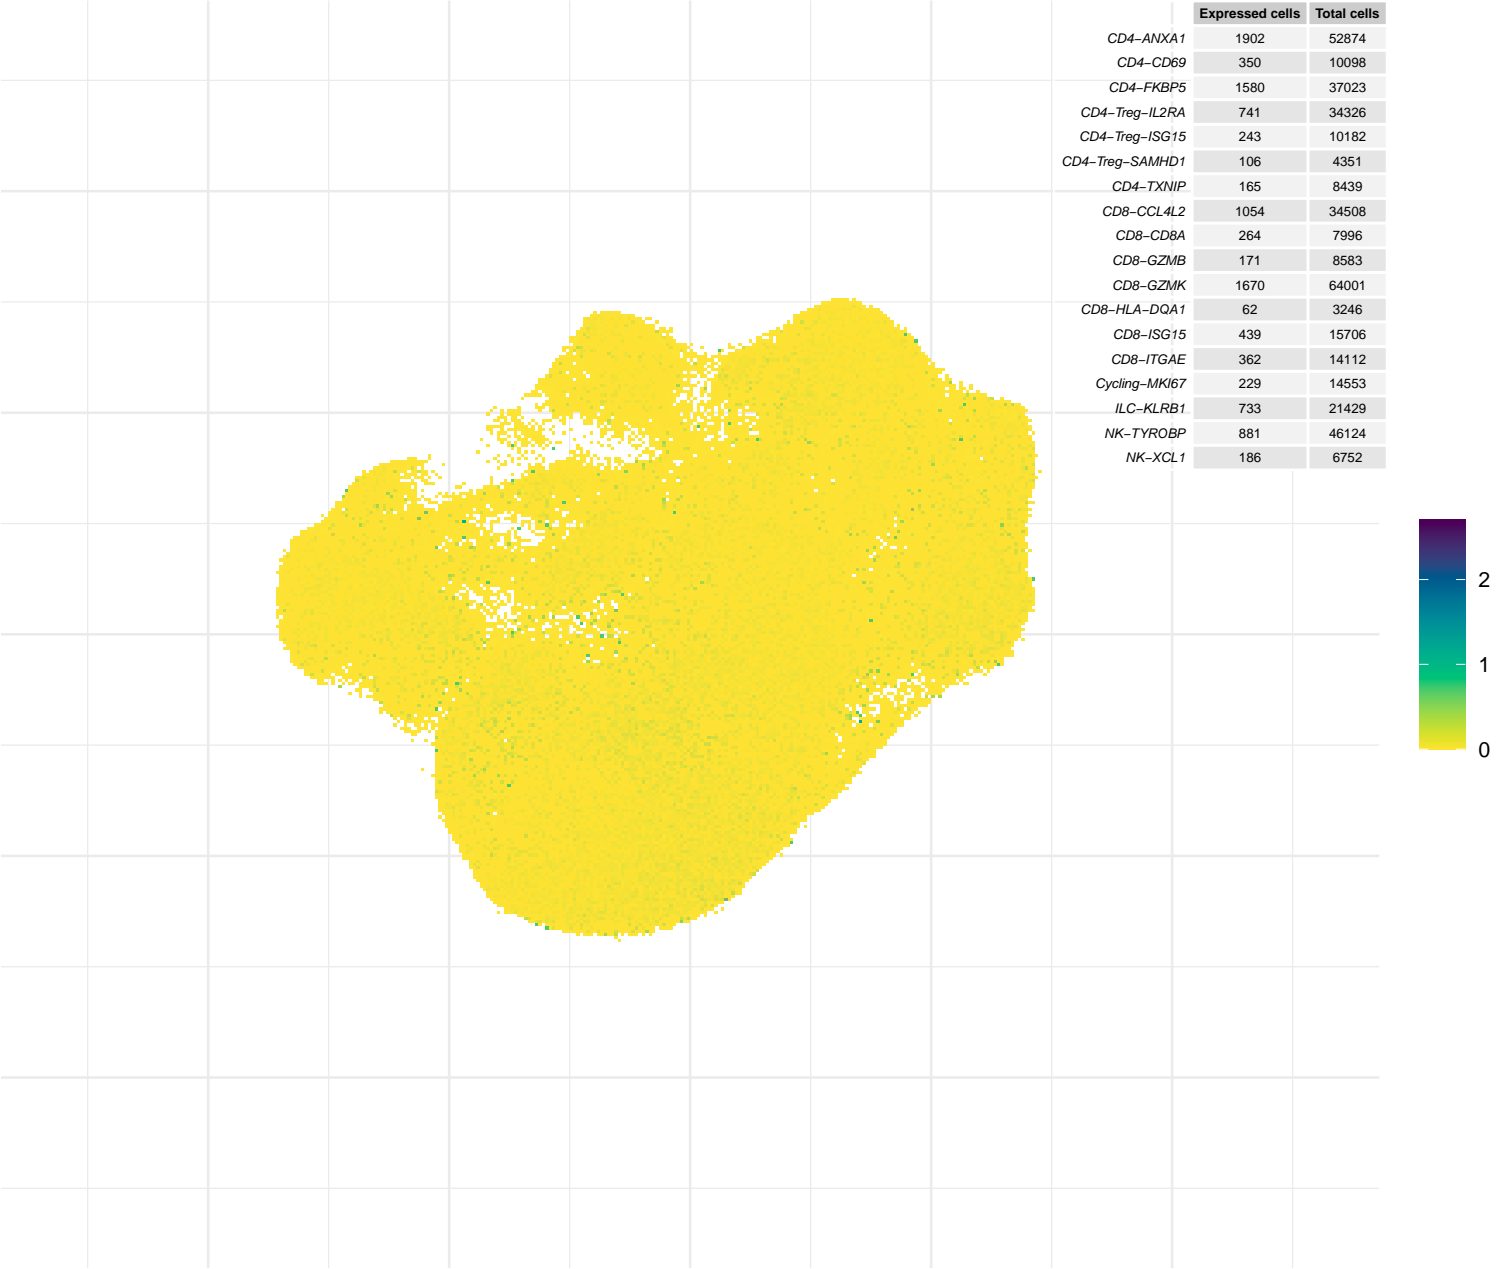 Expressed cells Total cells
CD4−ANXA1 1902 52874
CD4−CD69 350 10098
CD4−FKBP5 1580 37023
CD4−Treg−IL2RA 741 34326
CD4−Treg−ISG15 243 10182
CD4−Treg−SAMHD1 106 4351
CD4−TXNIP 165 8439
CD8−CCL4L2 1054 34508
CD8−CD8A 264 7996
CD8−GZMB 171 8583
CD8−GZMK 1670 64001
CD8−HLA−DQA1 62 3246
CD8−ISG15 439 15706
CD8−ITGAE 362 14112
Cycling−MKI67 229 14553
ILC−KLRB1 733 21429
NK−TYROBP 881 46124
NK−XCL1 186 6752
2
1
0